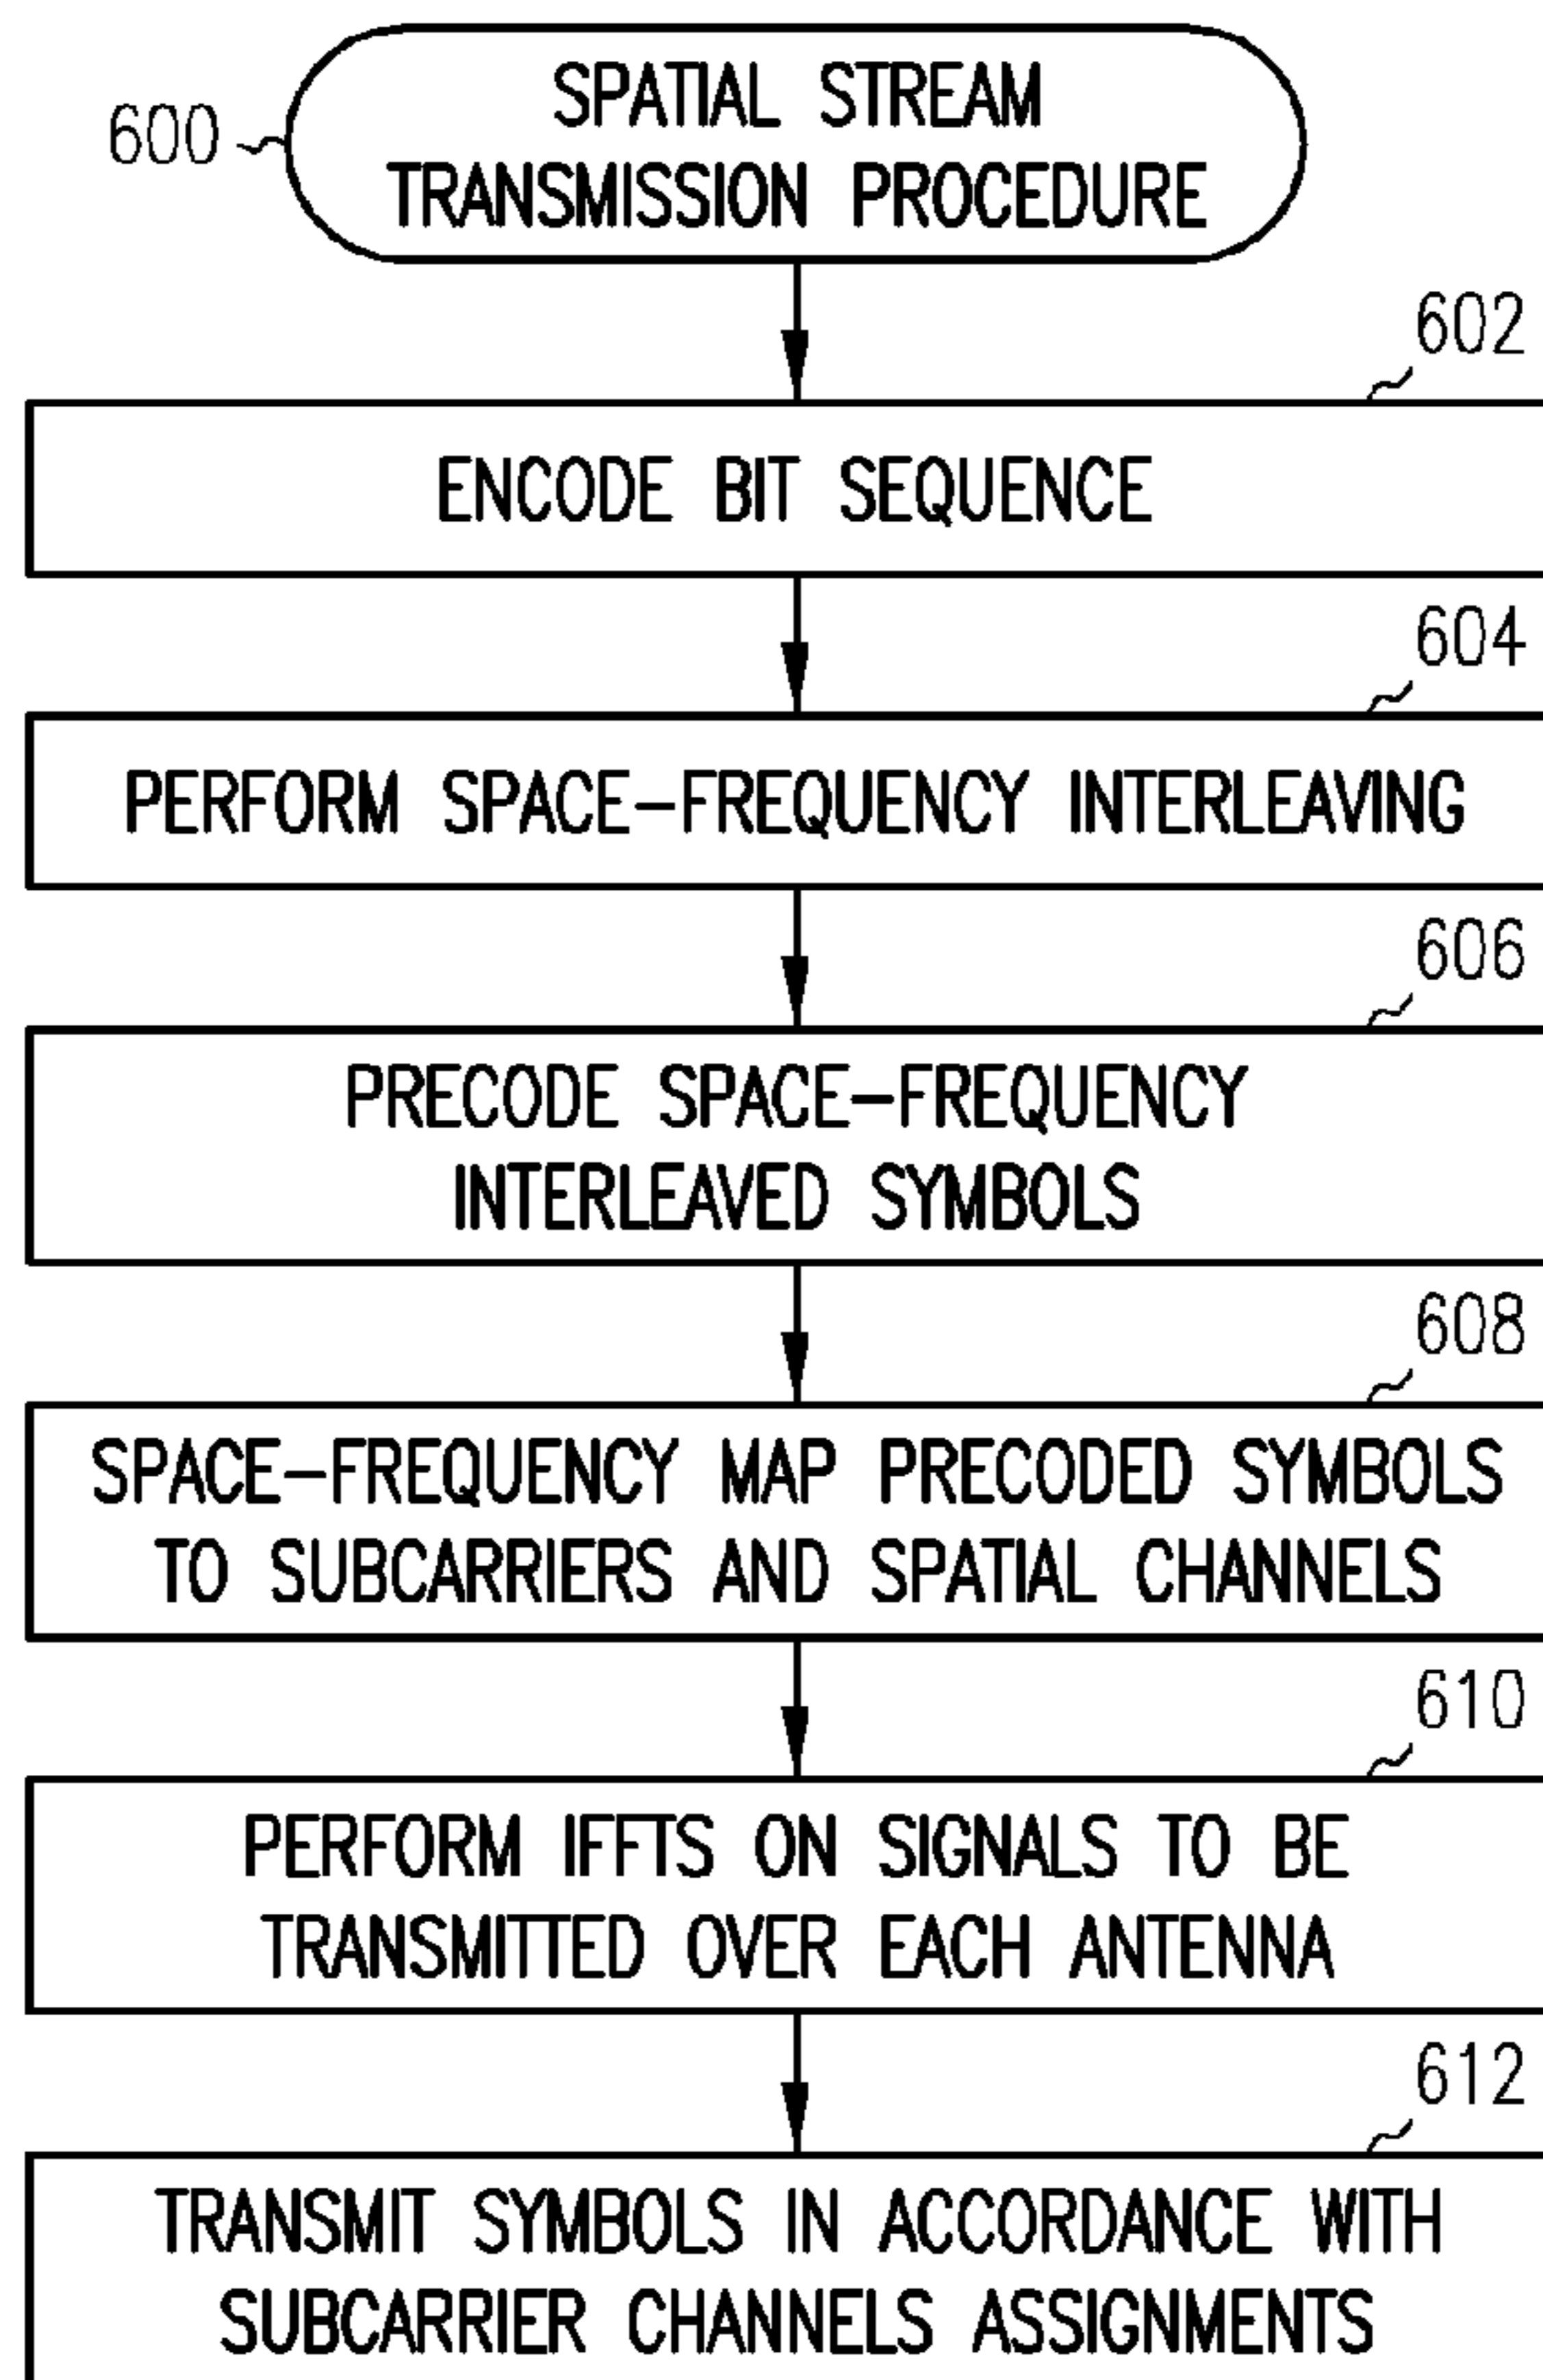 600
SPATIAL STREAM
TRANSMISSION PROCEDURE
602
ENCODE BIT SEQUENCE
604
PERFORM SPACE-FREQUENCY INTERLEAVING
606
PRECODE SPACE-FREQUENCY
INTERLEAVED SYMBOLS
608
SPACE-FREQUENCY MAP PRECODED SYMBOLS
TO SUBCARRIERS AND SPATIAL CHANNELS
610
PERFORM IFFTS ON SIGNALS TO BE
TRANSMITTED OVER EACH ANTENNA
612
TRANSMIT SYMBOLS IN ACCORDANCE WITH
SUBCARRIER CHANNELS ASSIGNMENTS